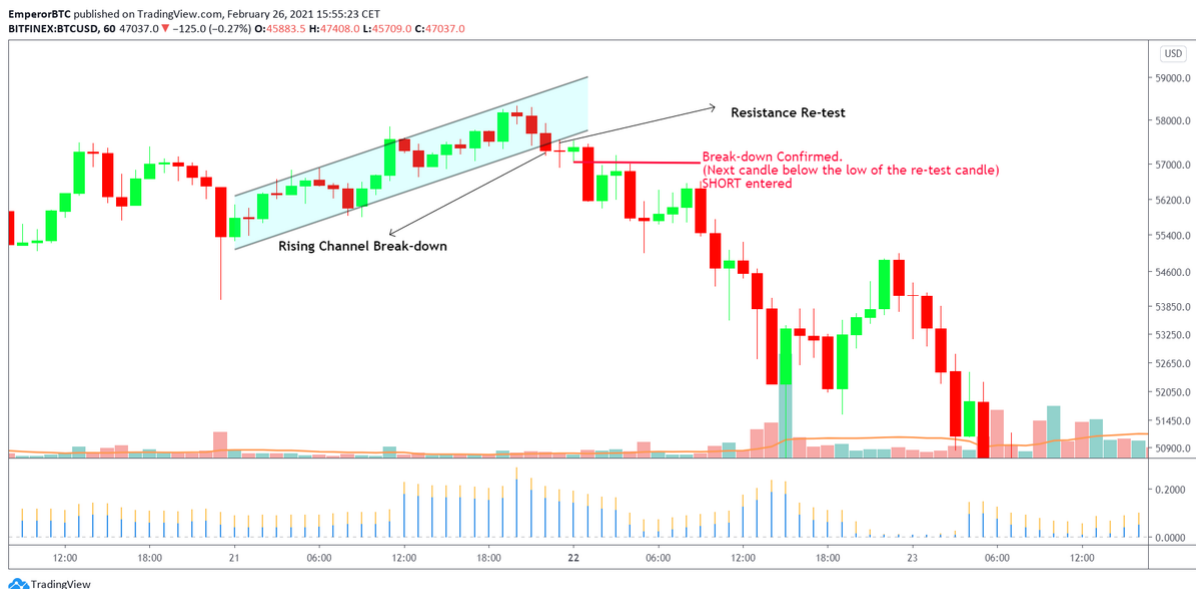 EmperorBTC published on TradingView.com, February 26, 2021 15:55:23 CET
BITFINEX:BTCUSD, 60 47037.0 ▼ −125.0 (−0.27%) O:45883.5 H:47408.0 L:45709.0 C:47037.0
USD
59000.0
58000.0
Resistance Re-test
57000.0
Break-down Confirmed.
(Next candle below the low of the re-test candle)
SHORT entered
56200.0
55400.0
Rising Channel Break-down
54600.0
53850.0
53250.0
52650.0
52050.0
51450.0
50900.0
0.2000
0.0000
12:00 18:00 21 06:00 12:00 18:00 22 06:00 12:00 18:00 23 06:00 12:00
TradingView